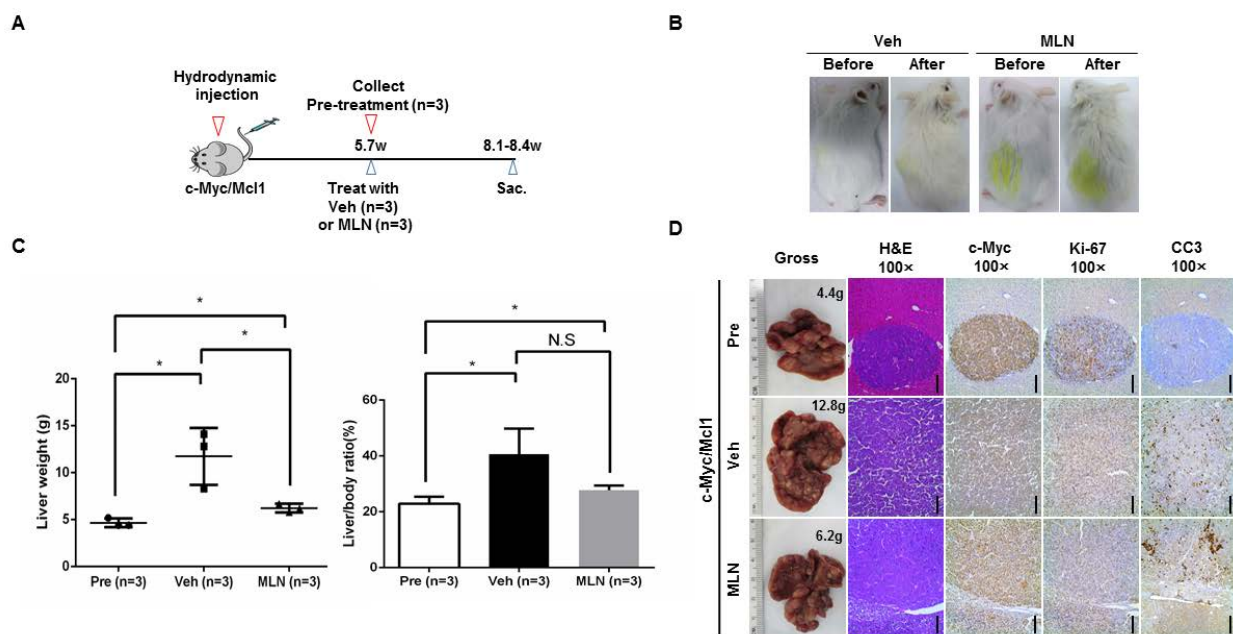 A
Hydrodynamic
injection
Collect
Pre-treatment (n=3)
5.7w
8.1-8.4w
c-Myc/Mcl1
Treat with
Veh (n=3)
or MLN (n=3)
Sac.
B
Veh
MLN
Before
After
Before
After
C
*
*
*
Liver weight (g)
20
15
10
5
0
Pre (n=3)
Veh (n=3)
MLN (n=3)
*
N.S
*
Liver/body ratio(%)
60
40
20
0
Pre (n=3)
Veh (n=3)
MLN (n=3)
D
Gross
H&E
100×
c-Myc
100×
Ki-67
100×
CC3
100×
c-Myc/Mcl1
Pre
4.4g
Veh
12.8g
MLN
6.2g